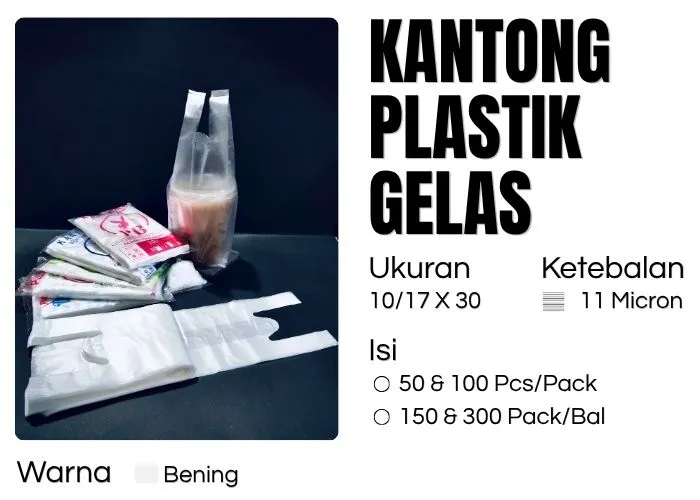 KANTONG
PLASTIK
GELAS
Ukuran
10/17 X 30
Ketebalan
11 Micron
Isi
50 & 100 Pcs/Pack
150 & 300 Pack/Bal
Warna
Bening
PB